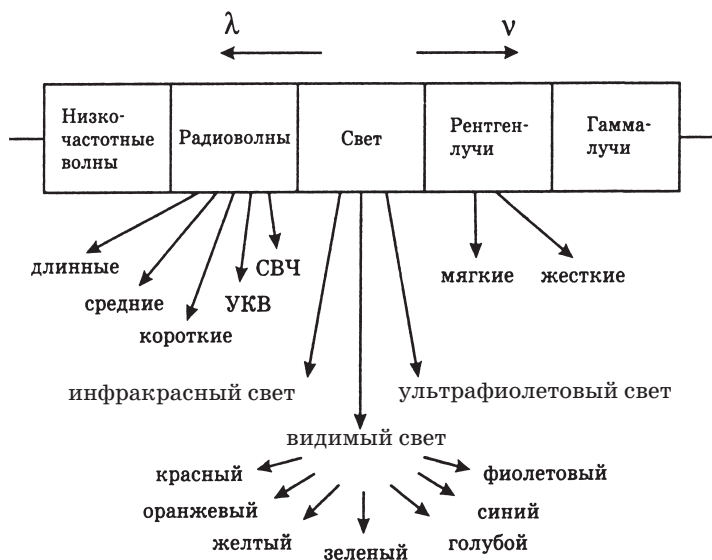 λ
ν
Низко-
частотные
волны
Радиоволны
Свет
Рентген-
лучи
Гамма-
лучи
длинные
средние
короткие
УКВ
СВЧ
мягкие
жесткие
инфракрасный свет
ультрафиолетовый свет
видимый свет
красный
оранжевый
желтый
зеленый
голубой
синий
фиолетовый